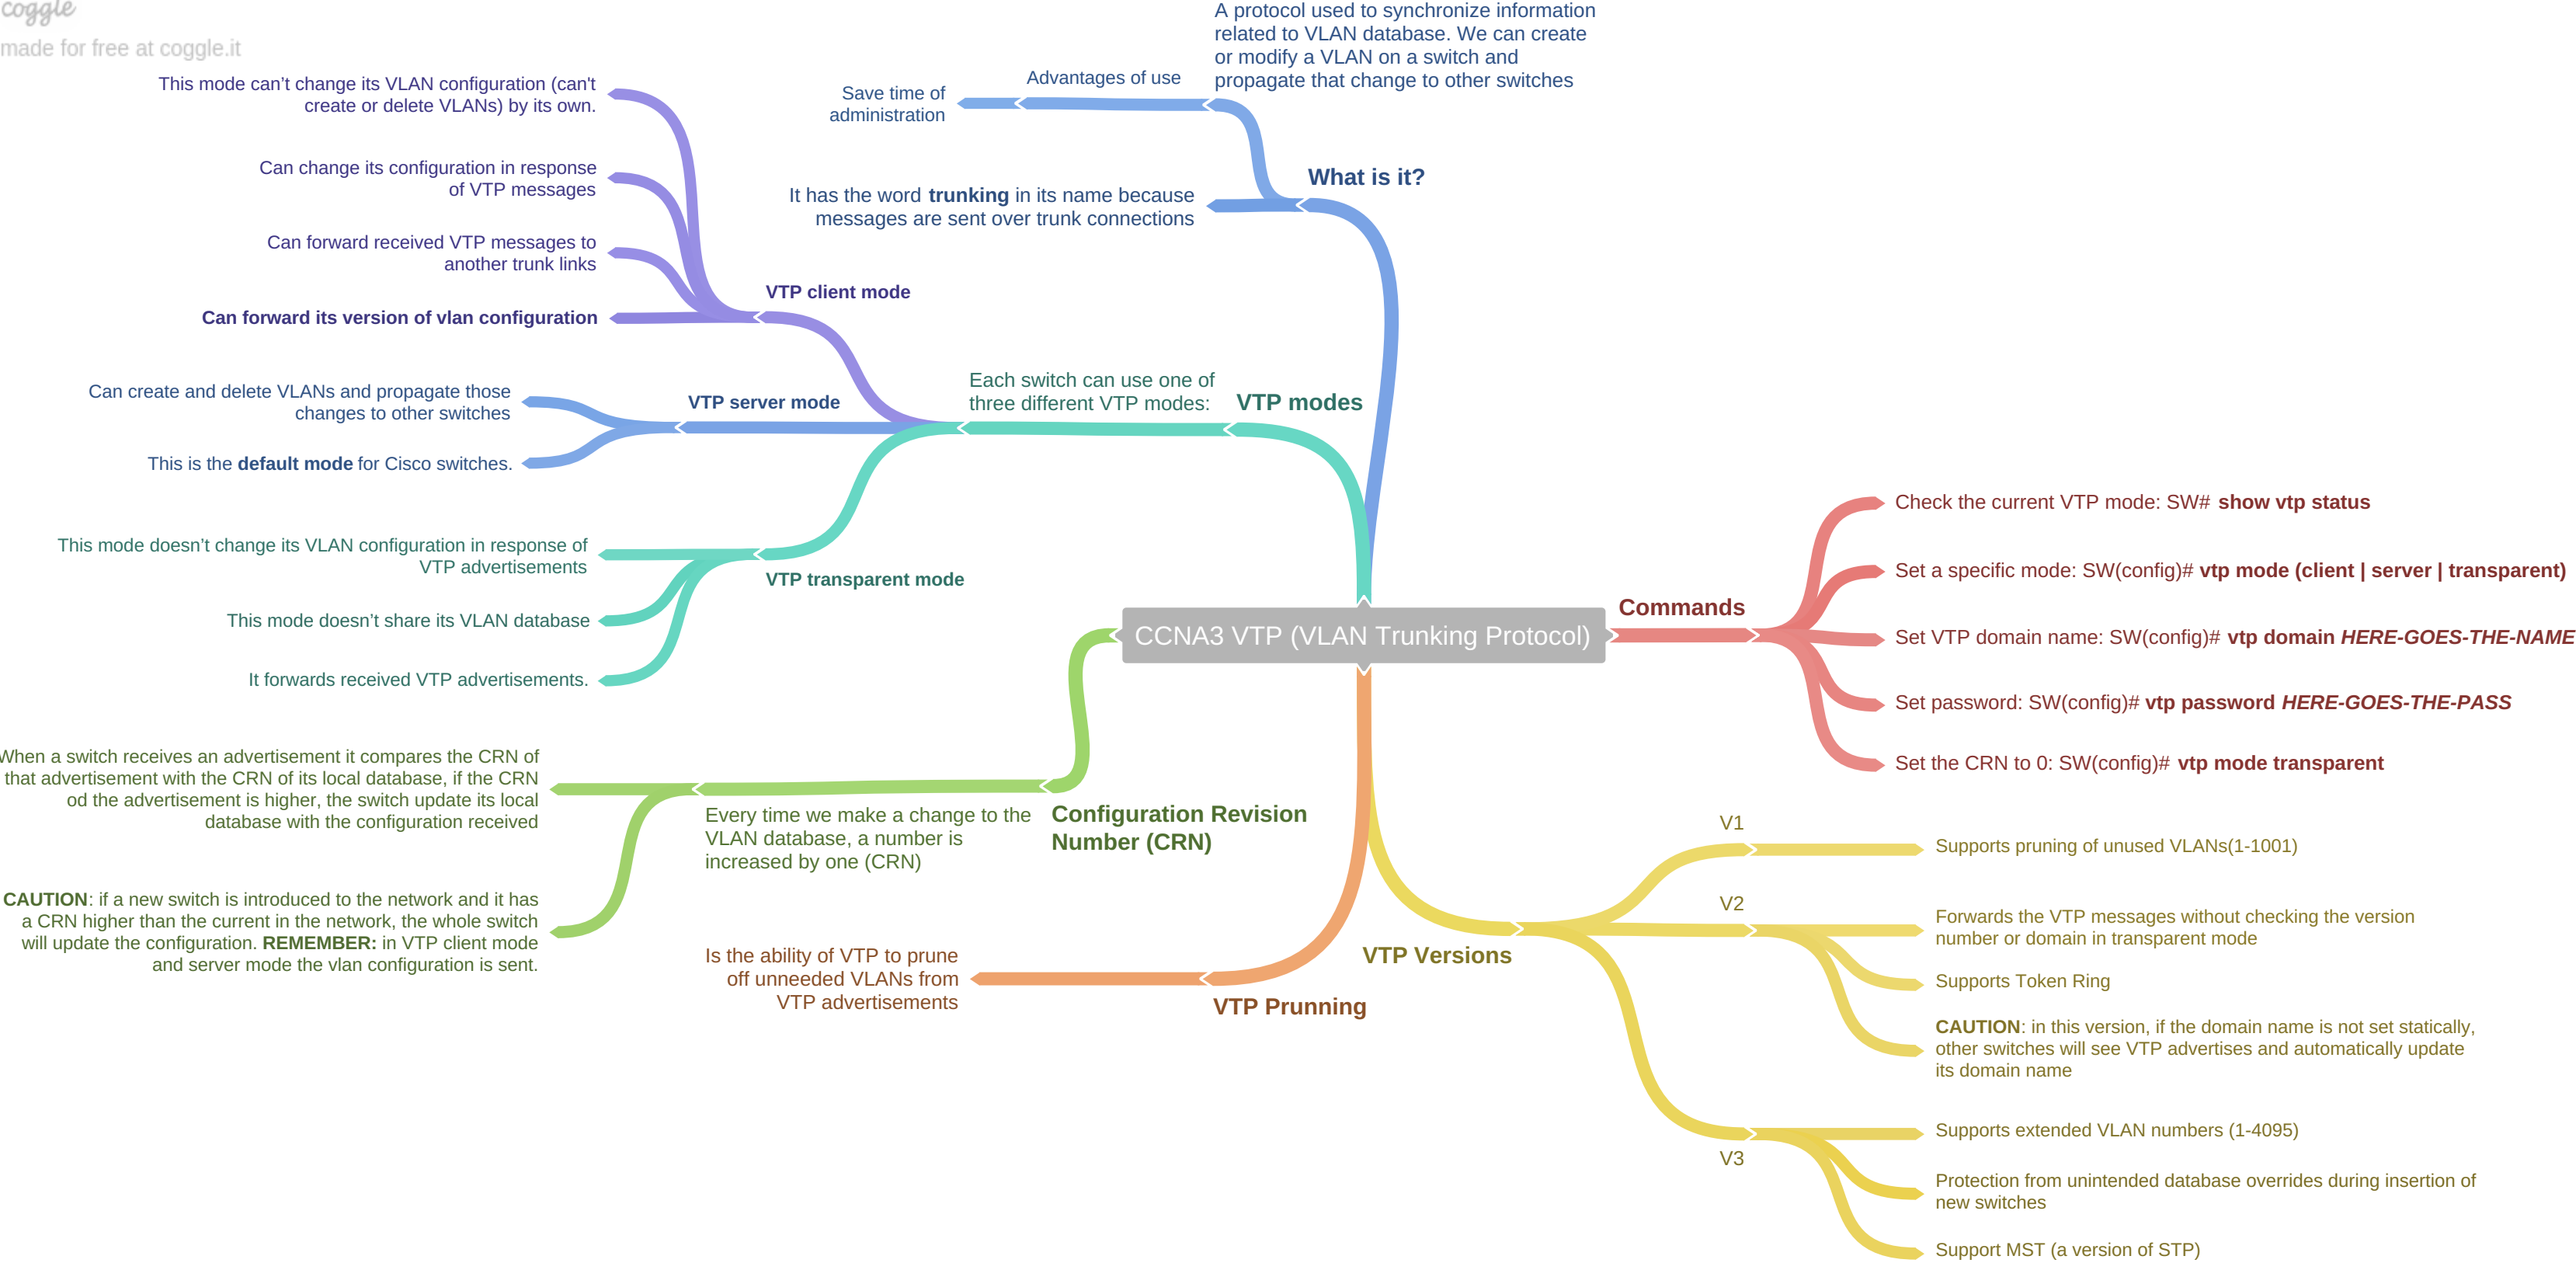 coggle
made for free at coggle.it
A protocol used to synchronize information
related to VLAN database. We can create
or modify a VLAN on a switch and
propagate that change to other switches
Advantages of use
Save time of
administration
What is it?
It has the word trunking in its name because
messages are sent over trunk connections
This mode can’t change its VLAN configuration (can't
create or delete VLANs) by its own.
Can change its configuration in response
of VTP messages
Can forward received VTP messages to
another trunk links
Can forward its version of vlan configuration
VTP client mode
Can create and delete VLANs and propagate those
changes to other switches
This is the default mode for Cisco switches.
VTP server mode
Each switch can use one of
three different VTP modes:
VTP modes
This mode doesn’t change its VLAN configuration in response of
VTP advertisements
This mode doesn’t share its VLAN database
It forwards received VTP advertisements.
VTP transparent mode
CCNA3 VTP (VLAN Trunking Protocol)
Commands
Check the current VTP mode: SW# show vtp status
Set a specific mode: SW(config)# vtp mode (client | server | transparent)
Set VTP domain name: SW(config)# vtp domain HERE-GOES-THE-NAME
Set password: SW(config)# vtp password HERE-GOES-THE-PASS
Set the CRN to 0: SW(config)# vtp mode transparent
When a switch receives an advertisement it compares the CRN of
that advertisement with the CRN of its local database, if the CRN
od the advertisement is higher, the switch update its local
database with the configuration received
CAUTION: if a new switch is introduced to the network and it has
a CRN higher than the current in the network, the whole switch
will update the configuration. REMEMBER: in VTP client mode
and server mode the vlan configuration is sent.
Every time we make a change to the
VLAN database, a number is
increased by one (CRN)
Configuration Revision
Number (CRN)
Is the ability of VTP to prune
off unneeded VLANs from
VTP advertisements
VTP Prunning
VTP Versions
V1
Supports pruning of unused VLANs(1-1001)
V2
Forwards the VTP messages without checking the version
number or domain in transparent mode
Supports Token Ring
CAUTION: in this version, if the domain name is not set statically,
other switches will see VTP advertises and automatically update
its domain name
V3
Supports extended VLAN numbers (1-4095)
Protection from unintended database overrides during insertion of
new switches
Support MST (a version of STP)